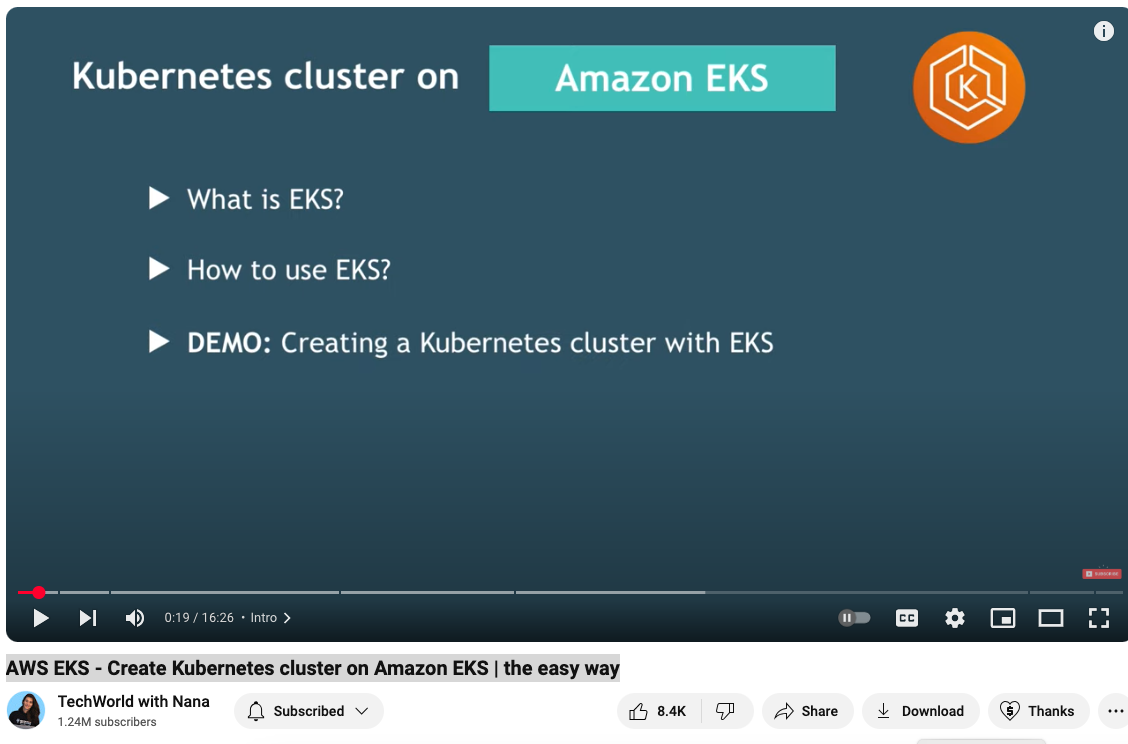 Kubernetes cluster on Amazon EKS
K
i
▶ What is EKS?
▶ How to use EKS?
▶ DEMO: Creating a Kubernetes cluster with EKS
SUBSCRIBE
0:19 / 16:26 • Intro
CC
AWS EKS - Create Kubernetes cluster on Amazon EKS | the easy way
TechWorld with Nana
1.24M subscribers
Subscribed
8.4K
Share
Download
Thanks